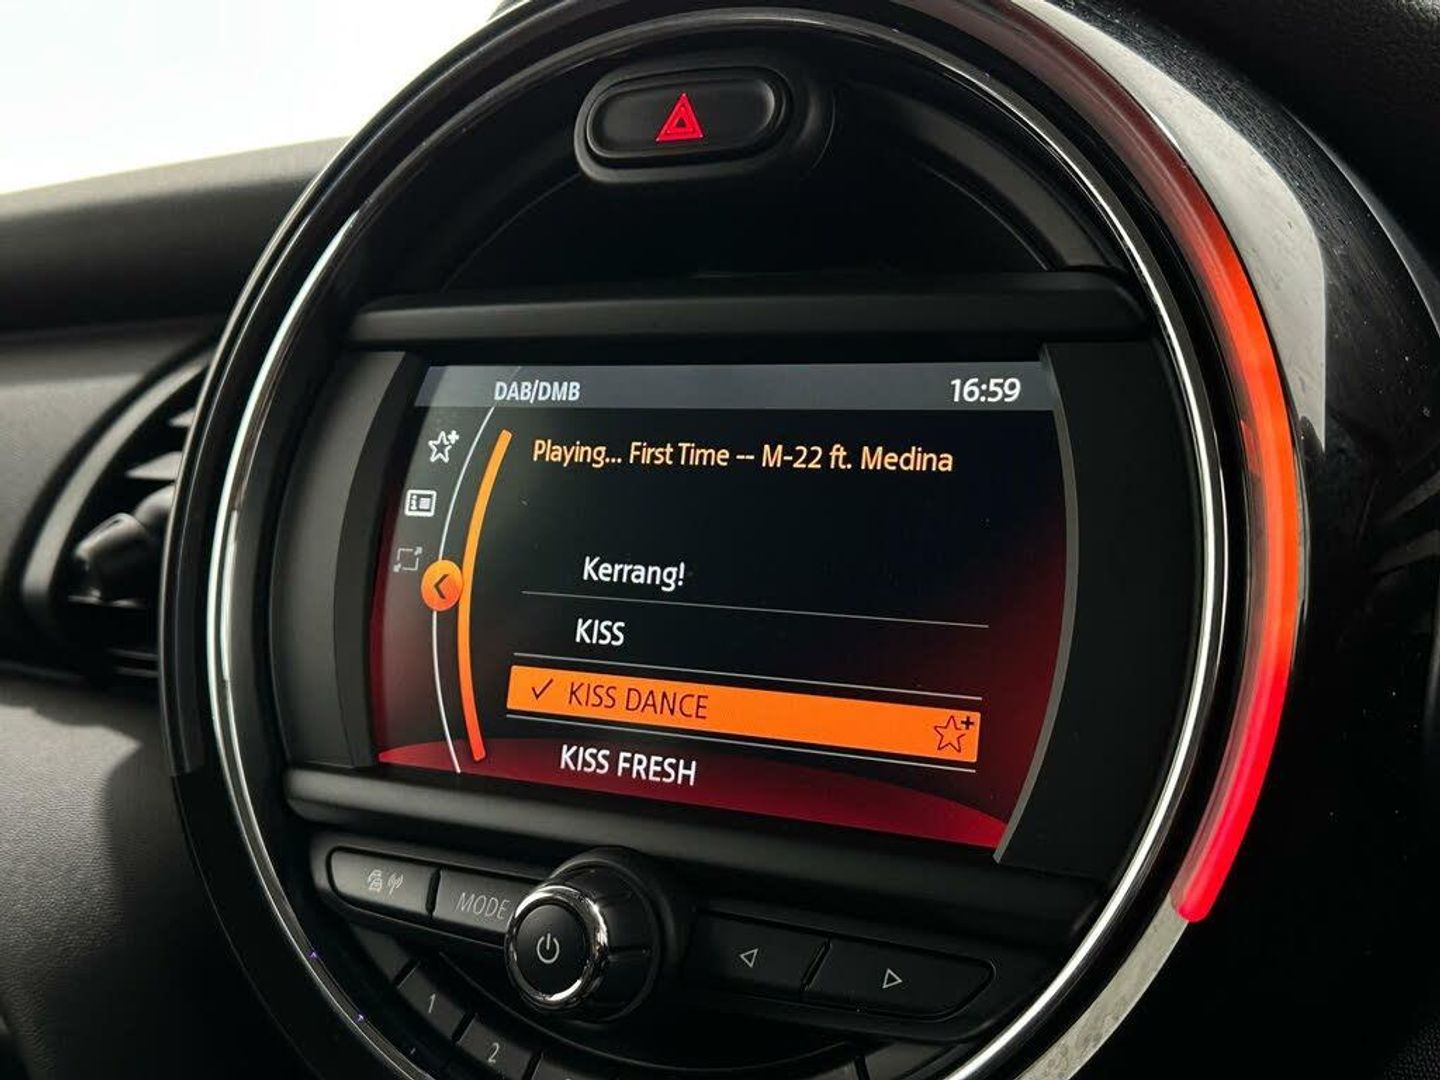 DAB/DMB 16:59
Playing... First Time -- M-22 ft. Medina
Kerrang!
KISS
KISS DANCE
KISS FRESH
MODE
1
2